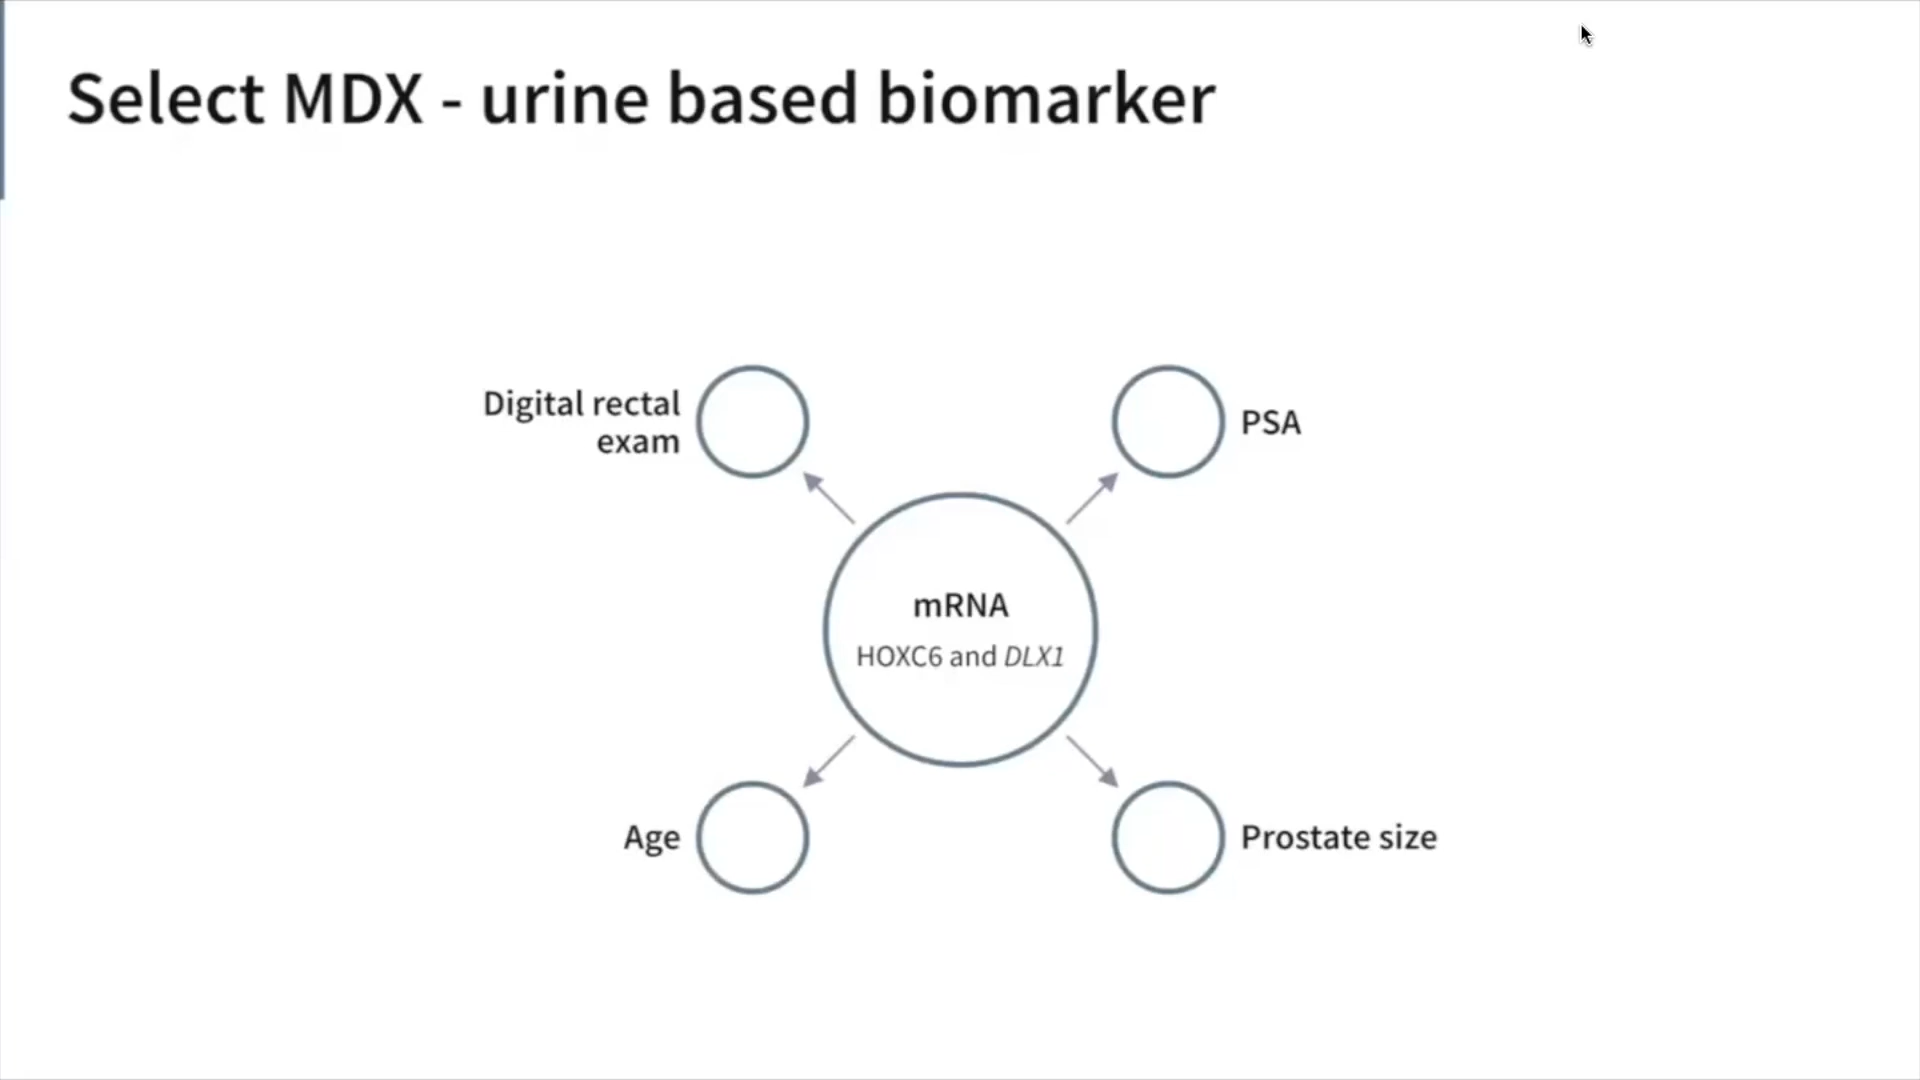 Select MDX - urine based biomarker
Digital rectal
exam
PSA
mRNA
HOXC6 and DLX1
Age
Prostate size